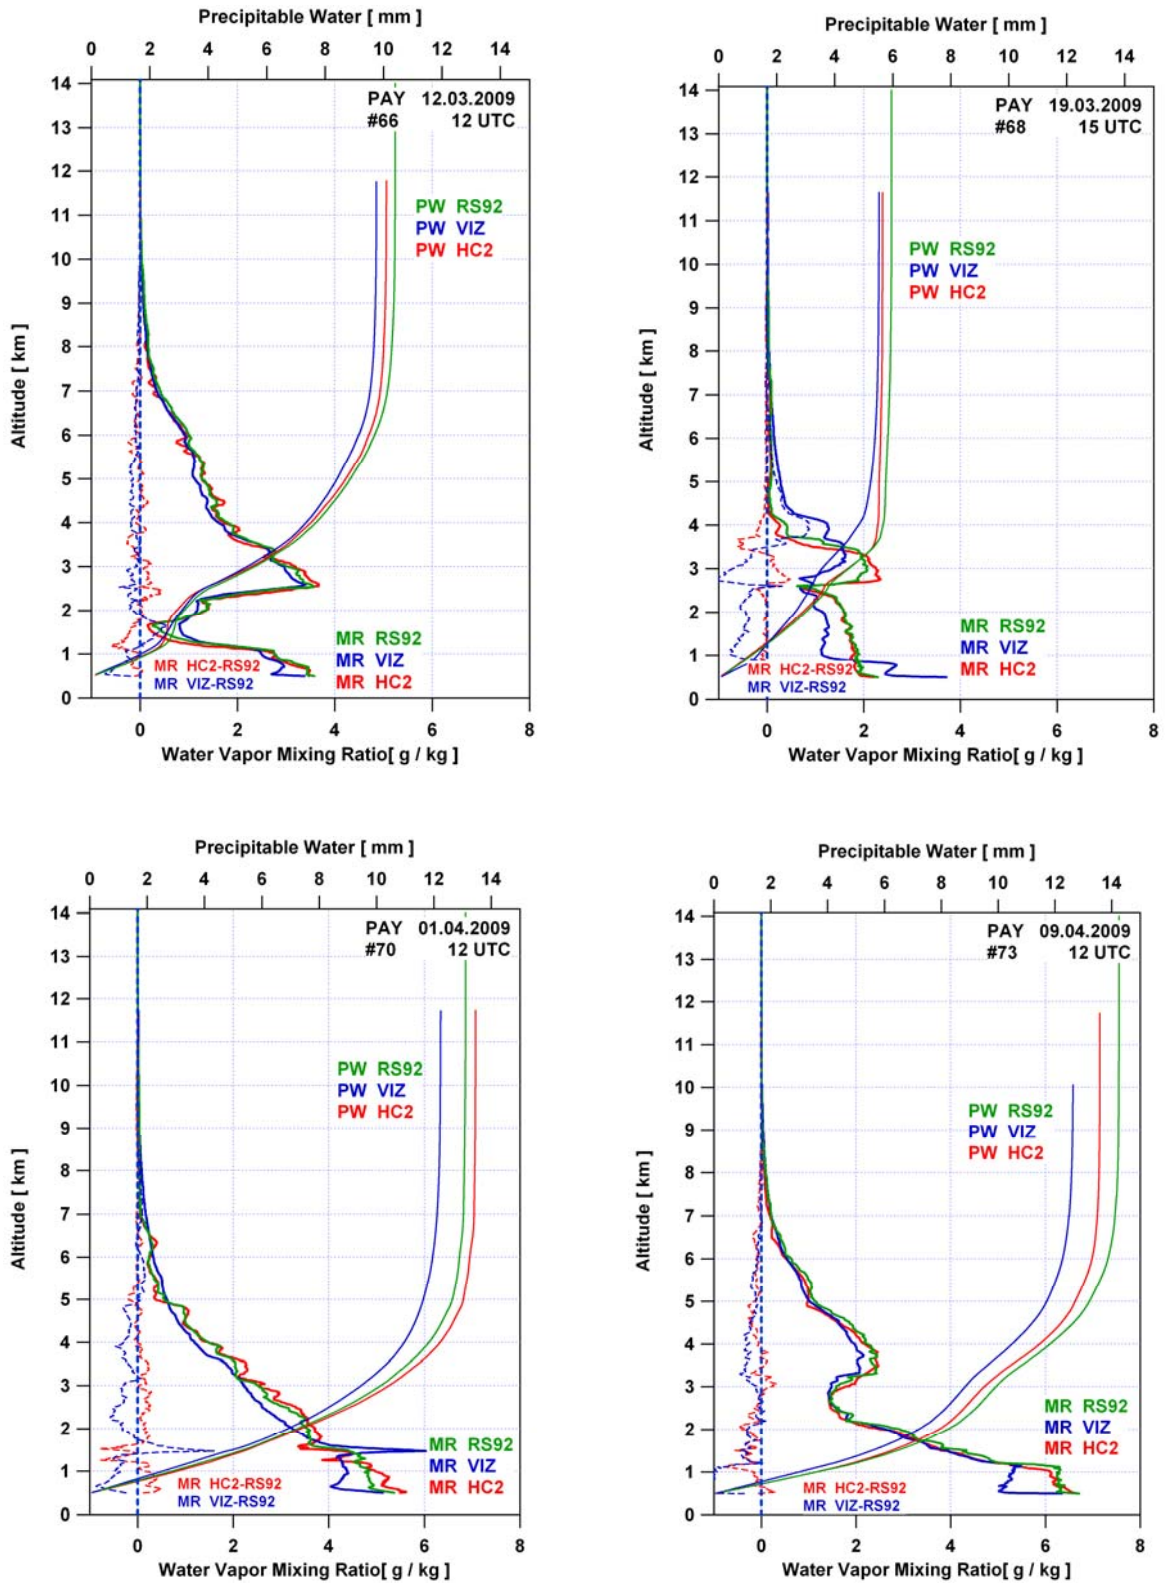 Precipitable Water [ mm ]
0 2 4 6 8 10 12 14
PAY 12.03.2009
#66 12 UTC
PW RS92
PW VIZ
PW HC2
MR RS92
MR VIZ
MR HC2
MR HC2-RS92
MR VIZ-RS92
Altitude [ km ]
14
13
12
11
10
9
8
7
6
5
4
3
2
1
0
0 2 4 6 8
Water Vapor Mixing Ratio[ g / kg ]
Precipitable Water [ mm ]
0 2 4 6 8 10 12 14
PAY 19.03.2009
#68 15 UTC
PW RS92
PW VIZ
PW HC2
MR RS92
MR VIZ
MR HC2
MR HC2-RS92
MR VIZ-RS92
Altitude [ km ]
14
13
12
11
10
9
8
7
6
5
4
3
2
1
0
0 2 4 6 8
Water Vapor Mixing Ratio[ g / kg ]
Precipitable Water [ mm ]
0 2 4 6 8 10 12 14
PAY 01.04.2009
#70 12 UTC
PW RS92
PW VIZ
PW HC2
MR RS92
MR VIZ
MR HC2
MR HC2-RS92
MR VIZ-RS92
Altitude [ km ]
14
13
12
11
10
9
8
7
6
5
4
3
2
1
0
0 2 4 6 8
Water Vapor Mixing Ratio[ g / kg ]
Precipitable Water [ mm ]
0 2 4 6 8 10 12 14
PAY 09.04.2009
#73 12 UTC
PW RS92
PW VIZ
PW HC2
MR RS92
MR VIZ
MR HC2
MR HC2-RS92
MR VIZ-RS92
Altitude [ km ]
14
13
12
11
10
9
8
7
6
5
4
3
2
1
0
0 2 4 6 8
Water Vapor Mixing Ratio[ g / kg ]